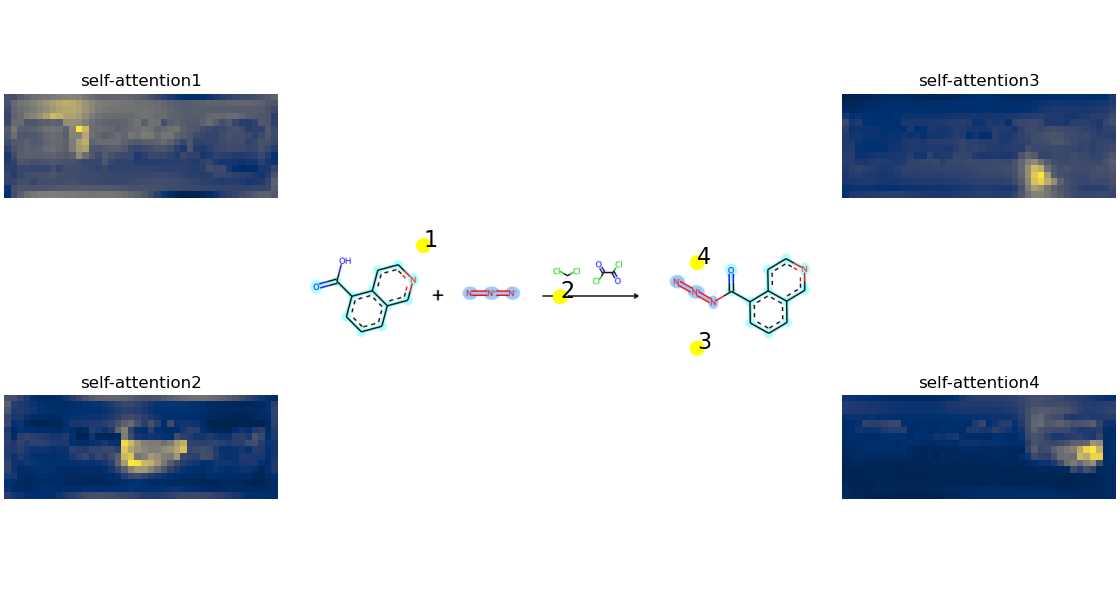 self-attention1
self-attention3
1
4
OH
O
N
+
N N N
Cl Cl
O Cl
Cl O
2
N N N
O
N
3
self-attention2
self-attention4